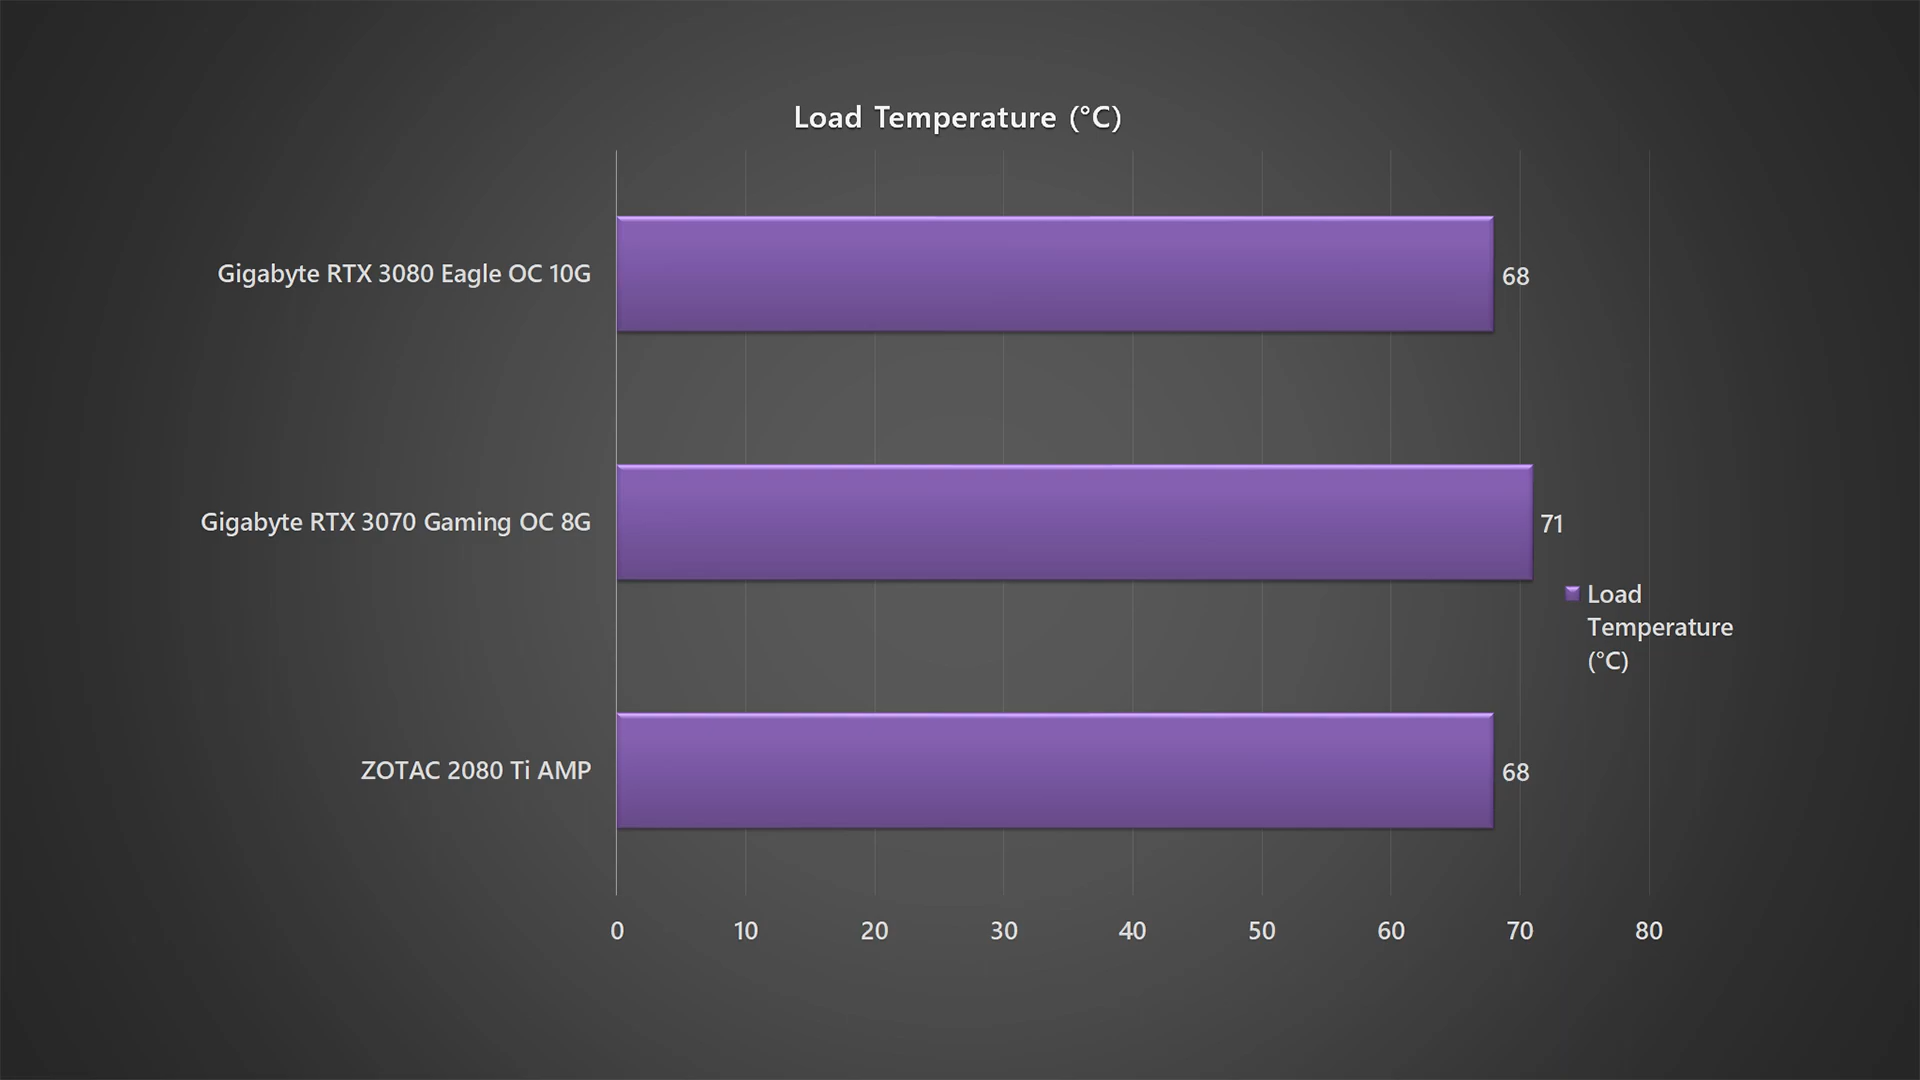 Load Temperature (°C)
Gigabyte RTX 3080 Eagle OC 10G
68
Gigabyte RTX 3070 Gaming OC 8G
71
Load
Temperature
(°C)
ZOTAC 2080 Ti AMP
68
0 10 20 30 40 50 60 70 80